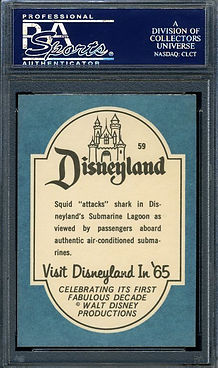 PROFESSIONAL
PSA
Sports
AUTHENTICATOR
A
DIVISION OF
COLLECTORS
UNIVERSE
NASDAQ: CLCT
59
Disneyland
Squid "attacks" shark in Dis-
neyland's Submarine Lagoon as
viewed by passengers aboard
authentic air-conditioned subma-
rines.
Visit Disneyland In '65
CELEBRATING ITS FIRST
FABULOUS DECADE
© WALT DISNEY
PRODUCTIONS